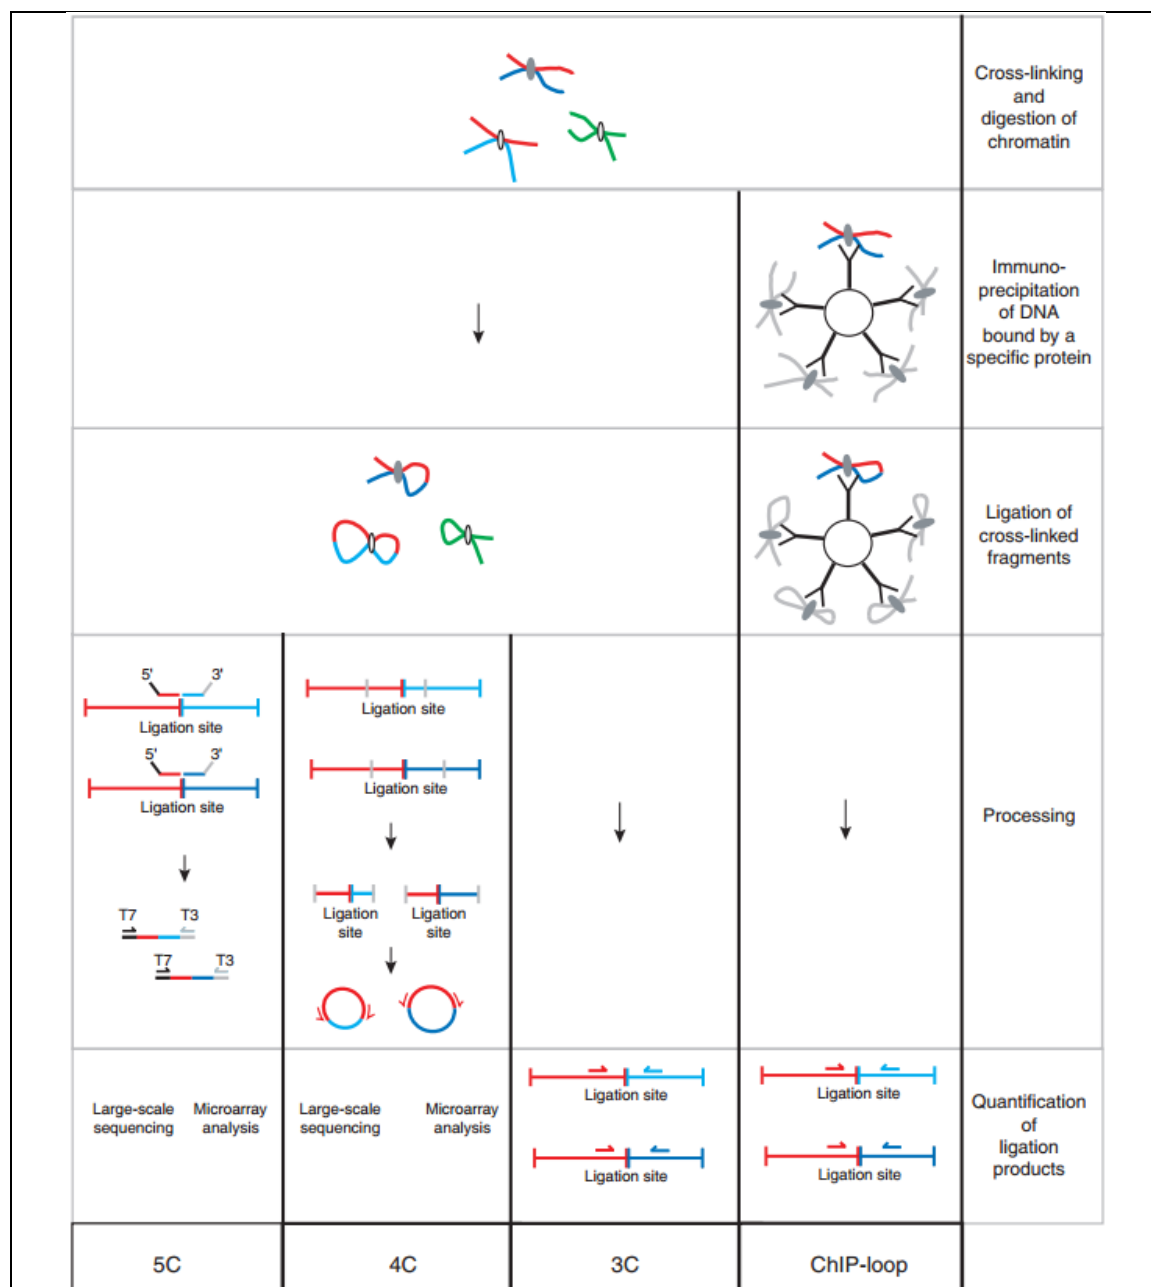 Cross-linking
and
digestion of
chromatin
Immuno-
precipitation
of DNA
bound by a
specific protein
Ligation of
cross-linked
fragments
5' 3'
Ligation site
5' 3'
Ligation site
T7 T3
T7 T3
Ligation site
Ligation site
Ligation
site
Ligation
site
Processing
Large-scale
sequencing
Microarray
analysis
Large-scale
sequencing
Microarray
analysis
Ligation site
Ligation site
Ligation site
Ligation site
Quantification
of
ligation
products
5C 4C 3C ChIP-loop